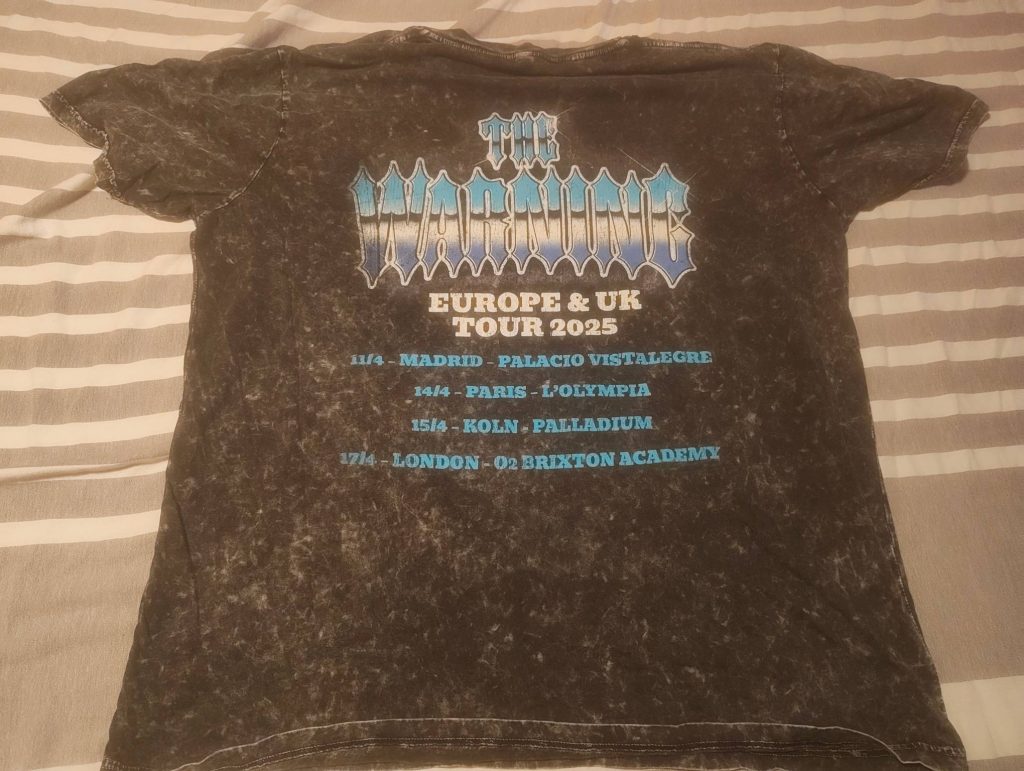 THE
WARNING
EUROPE & UK
TOUR 2025
11/4 - MADRID - PALACIO VISTALEGRE
14/4 - PARIS - L'OLYMPIA
15/4 - KOLN - PALLADIUM
17/4 - LONDON - O2 BRIXTON ACADEMY